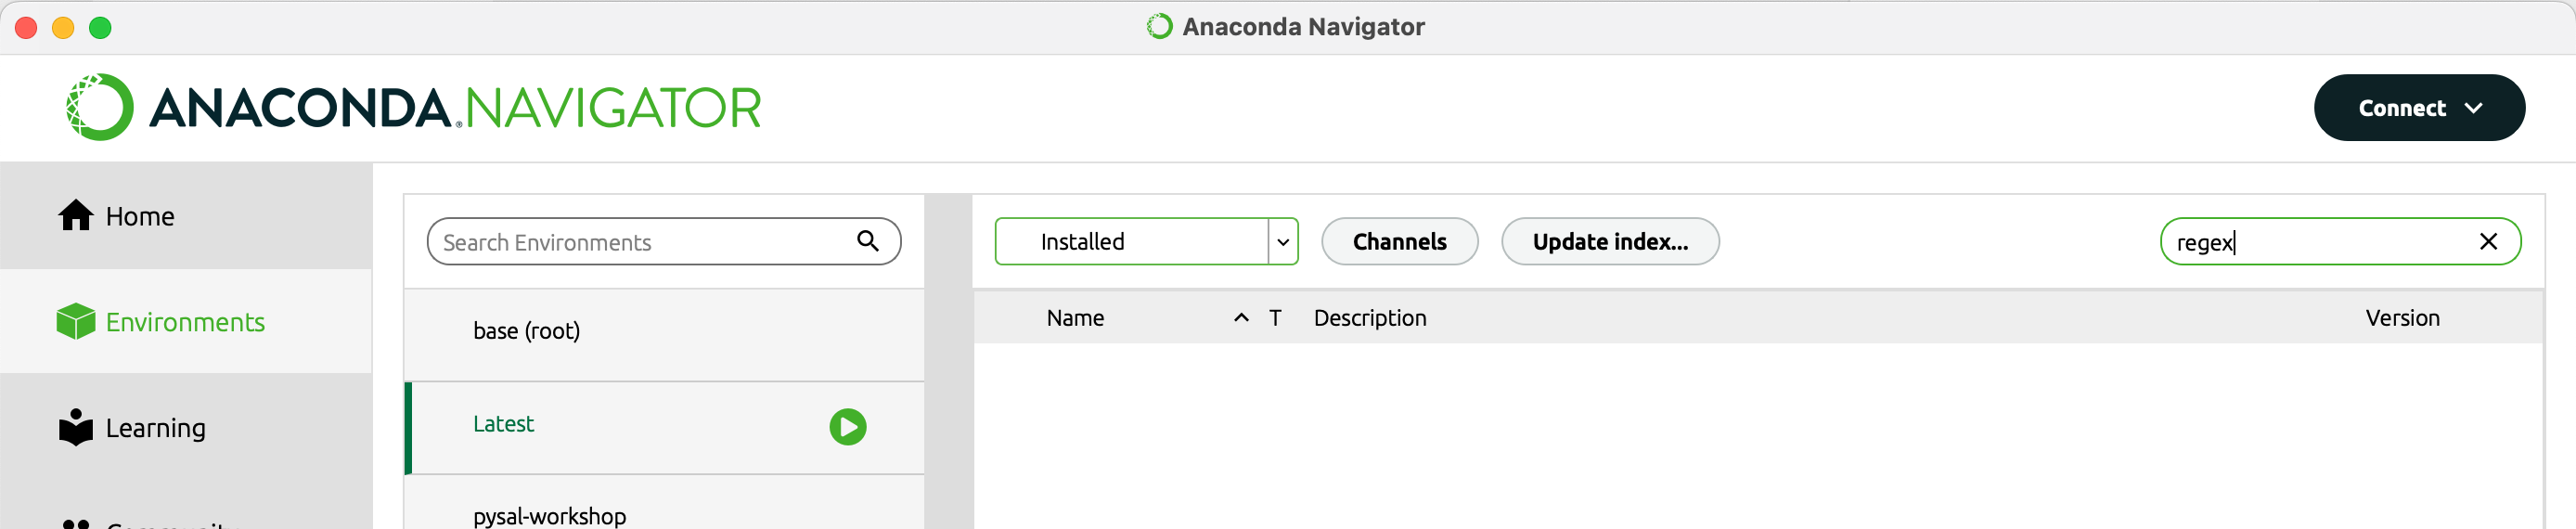 Anaconda Navigator
ANACONDA.NAVIGATOR
Connect
Home
Environments
Learning
Search Environments
base (root)
Latest
pysal-workshop
Installed
Channels
Update index...
regex
Name
T
Description
Version